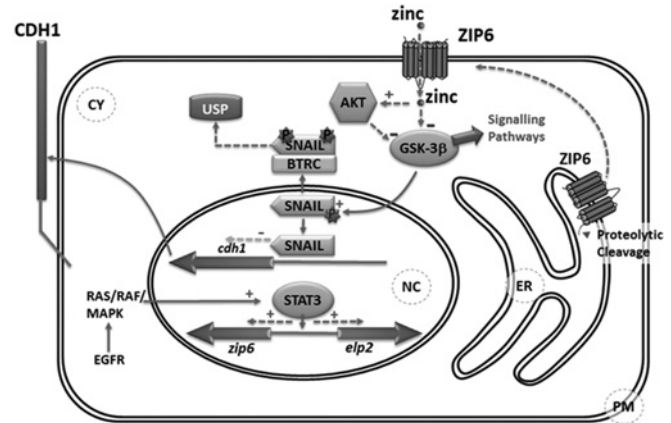 zinc
CDH1
ZIP6
CY
zinc
USP
AKT
+
-
-
P
P
SNAIL
BTRC
GSK-3β
Signalling
Pathways
ZIP6
SNAIL
P
+
Proteolytic
Cleavage
-
SNAIL
cdh1
NC
ER
RAS/RAF/
MAPK
+
STAT3
+
+
zip6
elp2
EGFR
PM